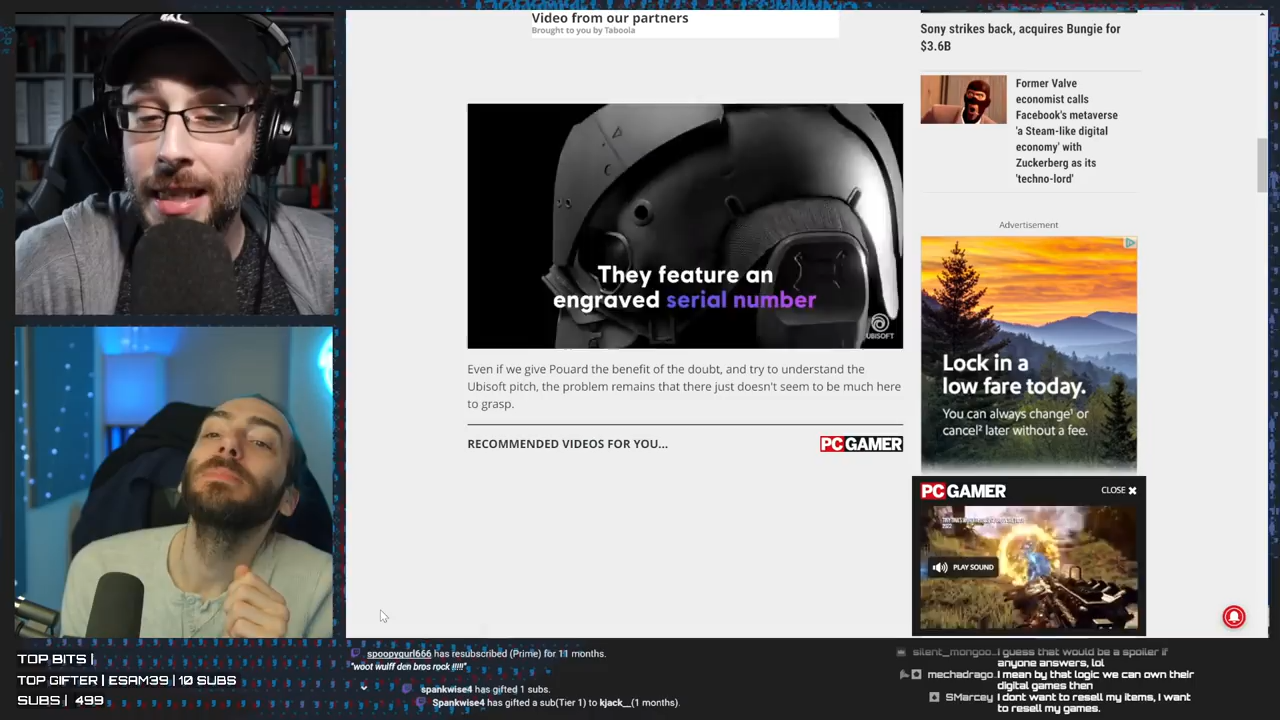 Video from our partners
Brought to you by Taboola
Sony strikes back, acquires Bungie for
$3.6B
Former Valve
economist calls
Facebook's metaverse
'a Steam-like digital
economy' with
Zuckerberg as its
'techno-lord'
Advertisement
They feature an
engraved serial number
UBISOFT
Lock in a
low fare today.
You can always change¹ or
cancel² later without a fee.
Even if we give Pouard the benefit of the doubt, and try to understand the
Ubisoft pitch, the problem remains that there just doesn't seem to be much here
to grasp.
RECOMMENDED VIDEOS FOR YOU...
PC GAMER
PC GAMER
CLOSE ✖
PLAY SOUND
TOP BITS |
TOP GIFTER | ESAM39 | 10 SUBS
SUBS | 499
spoopygurl666 has resubscribed (Prime) for 11 months.
"woot wulff den bros rock !!!!!"
spankwise4 has gifted 1 subs.
Spankwise4 has gifted a sub(Tier 1) to kjack__(1 months).
silent_mongoo... I guess that would be a spoiler if
anyone answers, lol
mechadrago I mean by that logic we can own their
digital games then
SMarcey I dont want to resell my items, I want
to resell my games.